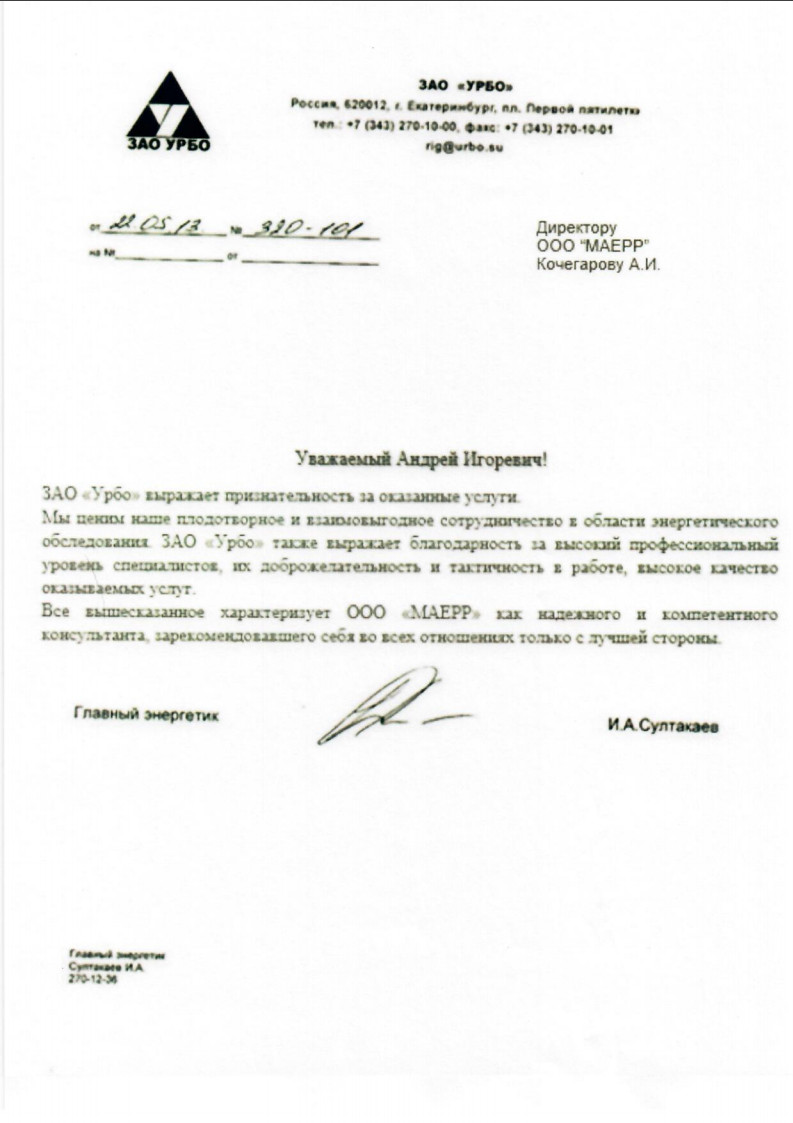 ЗАО УРБО
ЗАО «УРБО»
Россия, 620012, г. Екатеринбург, пл. Первой пятилетки
тел.: +7 (343) 270-10-00, факс: +7 (343) 270-10-01
rig@urbo.su
от 22.05.13 № 320-101
на № от
Директору
ООО “МАЕРР”
Кочегарову А.И.
Уважаемый Андрей Игоревич!
ЗАО «Урбо» выражает признательность за оказанные услуги.
Мы ценим наше плодотворное и взаимовыгодное сотрудничество в области энергетического
обследования. ЗАО «Урбо» также выражает благодарность за высокий профессиональный
уровень специалистов, их доброжелательность и тактичность в работе, высокое качество
оказываемых услуг.
Все вышесказанное характеризует ООО «МАЕРР» как надежного и компетентного
консультанта, зарекомендовавшего себя во всех отношениях только с лучшей стороны.
Главный энергетик
И.А.Султакаев
Главный энергетик
Султакаев И.А.
270-12-36